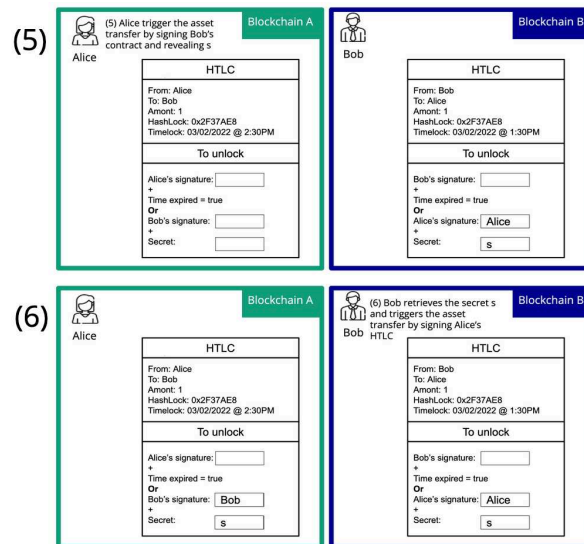 (5)
(5) Alice trigger the asset
transfer by signing Bob's
contract and revealing s
Blockchain A
Alice
HTLC
From: Alice
To: Bob
Amont: 1
HashLock: 0x2F37AE8
Timelock: 03/02/2022 @ 2:30PM
To unlock
Alice's signature:
+
Time expired = true
Or
Bob's signature:
+
Secret:
Blockchain B
Bob
HTLC
From: Bob
To: Alice
Amont: 1
HashLock: 0x2F37AE8
Timelock: 03/02/2022 @ 1:30PM
To unlock
Bob's signature:
+
Time expired = true
Or
Alice's signature: Alice
+
Secret: s
(6)
Blockchain A
Alice
HTLC
From: Alice
To: Bob
Amont: 1
HashLock: 0x2F37AE8
Timelock: 03/02/2022 @ 2:30PM
To unlock
Alice's signature:
+
Time expired = true
Or
Bob's signature: Bob
+
Secret: s
(6) Bob retrieves the secret s
and triggers the asset
transfer by signing Alice's
HTLC
Blockchain B
Bob
HTLC
From: Bob
To: Alice
Amont: 1
HashLock: 0x2F37AE8
Timelock: 03/02/2022 @ 1:30PM
To unlock
Bob's signature:
+
Time expired = true
Or
Alice's signature: Alice
+
Secret: s